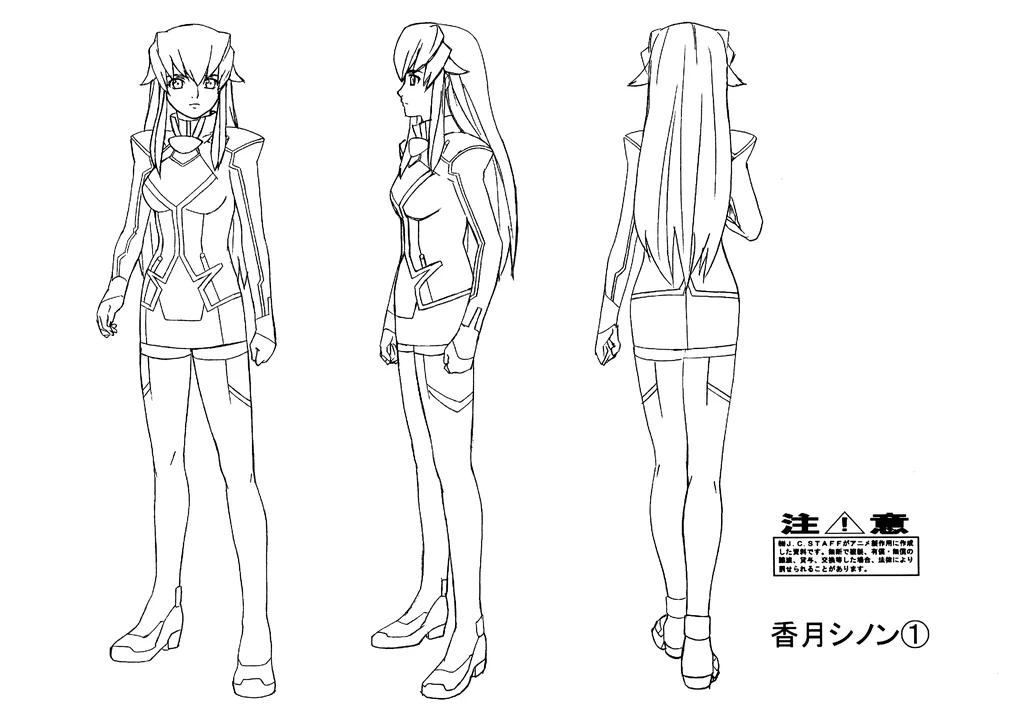 注 ! 意
㈱J.C.STAFFがアニメ製作用に作成
した資料です。無断で複製、有償・無償の
譲渡、貸与、交換等した場合、法律により
罰せられることがあります。
香月シノン①